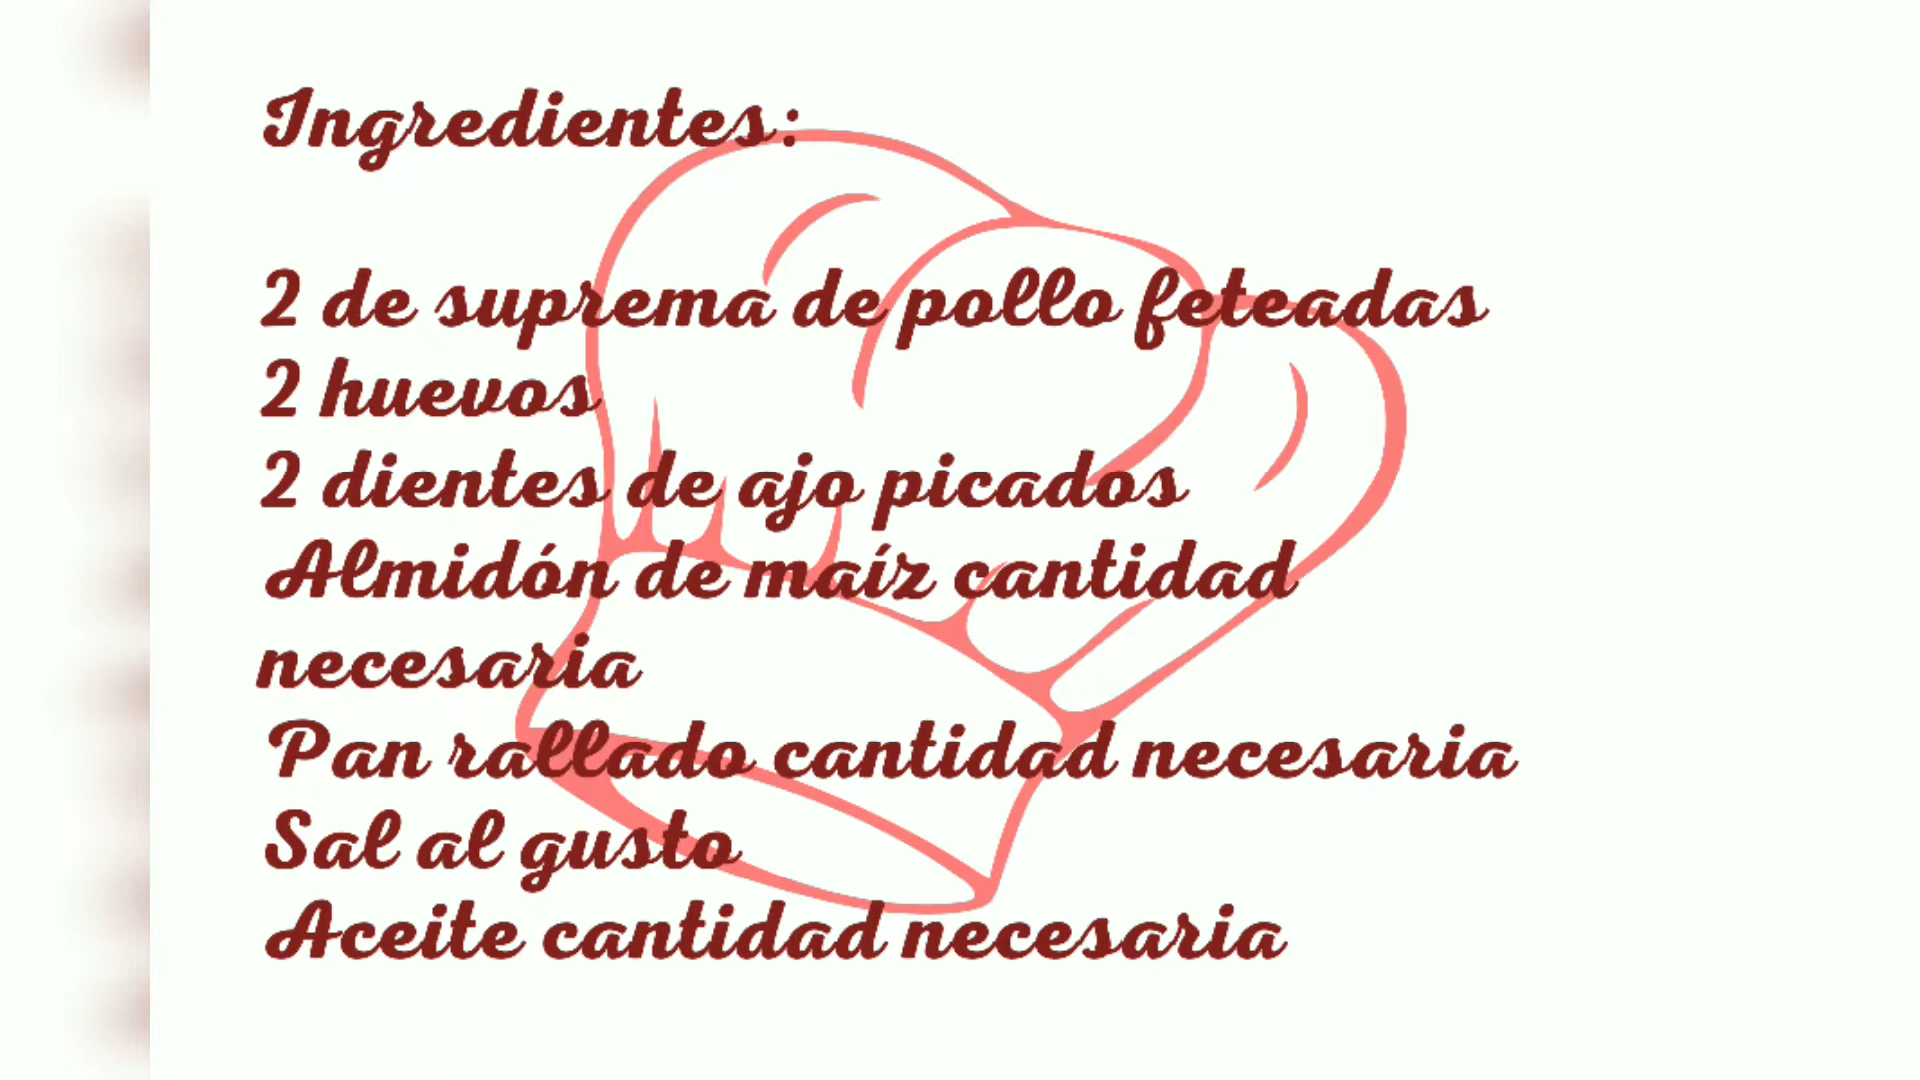 Ingredientes:
2 de suprema de pollo feteadas
2 huevos
2 dientes de ajo picados
Almidón de maíz cantidad
necesaria
Pan rallado cantidad necesaria
Sal al gusto
Aceite cantidad necesaria